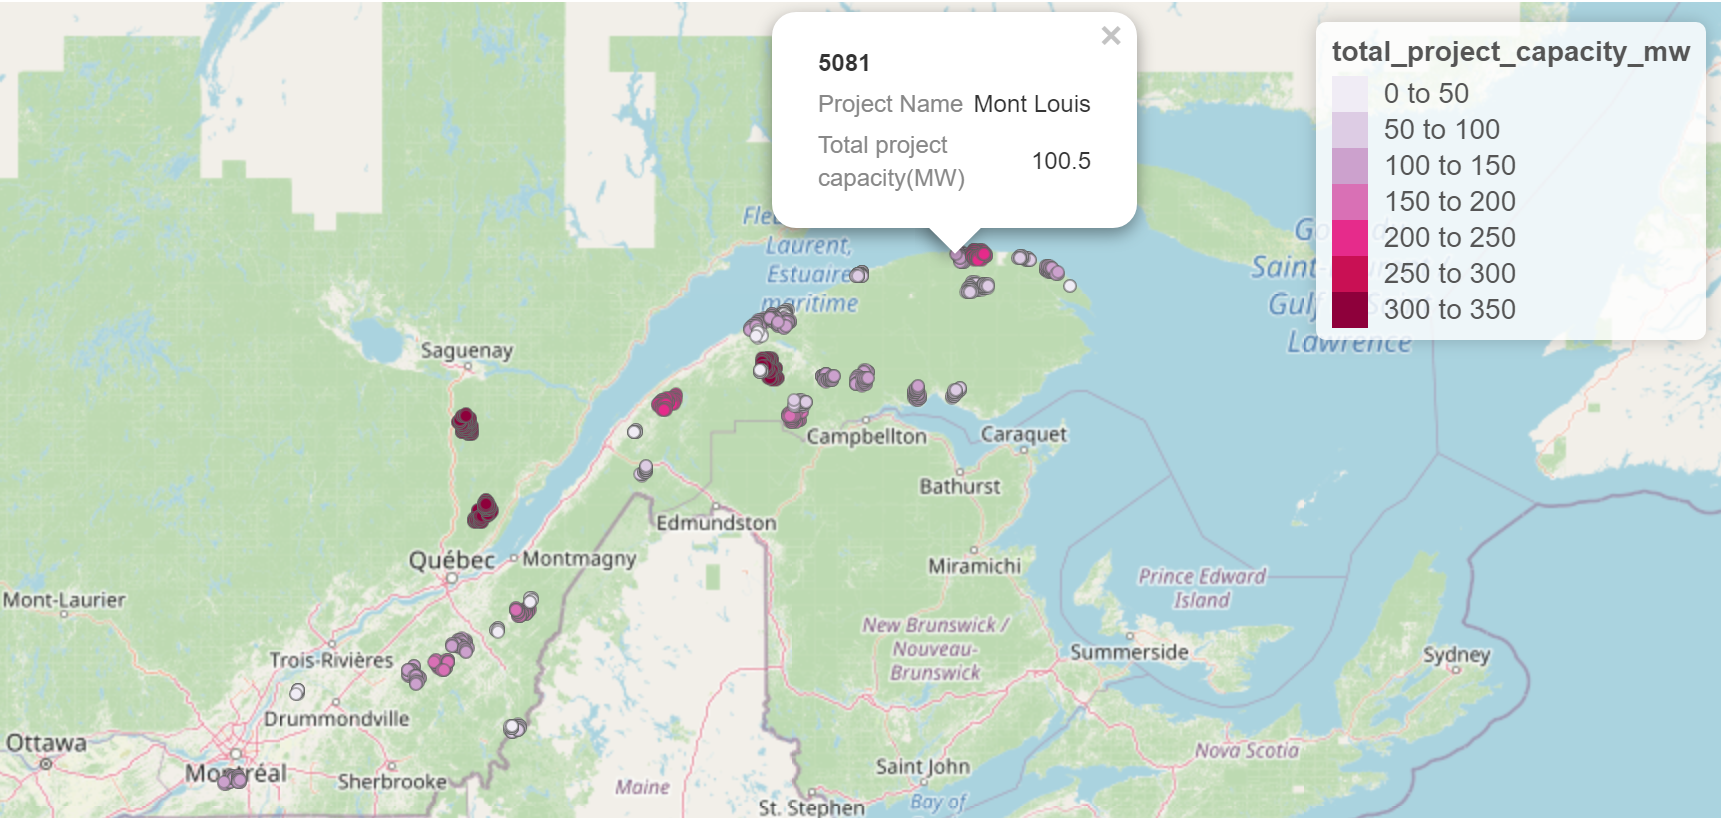 5081
Project Name Mont Louis
Total project
capacity(MW) 100.5
total_project_capacity_mw
0 to 50
50 to 100
100 to 150
150 to 200
200 to 250
250 to 300
300 to 350
Laurent,
Estuaire
maritime
Saint-
Gulf
Lawrence
Saguenay
Campbellton
Caraquet
Bathurst
Edmundston
Québec
Montmagny
Miramichi
Prince Edward
Island
Mont-Laurier
New Brunswick /
Nouveau-
Brunswick
Trois-Rivières
Summerside
Sydney
Drummondville
Ottawa
Montréal
Sherbrooke
Nova Scotia
Saint John
Maine
St. Stephen
Bay of